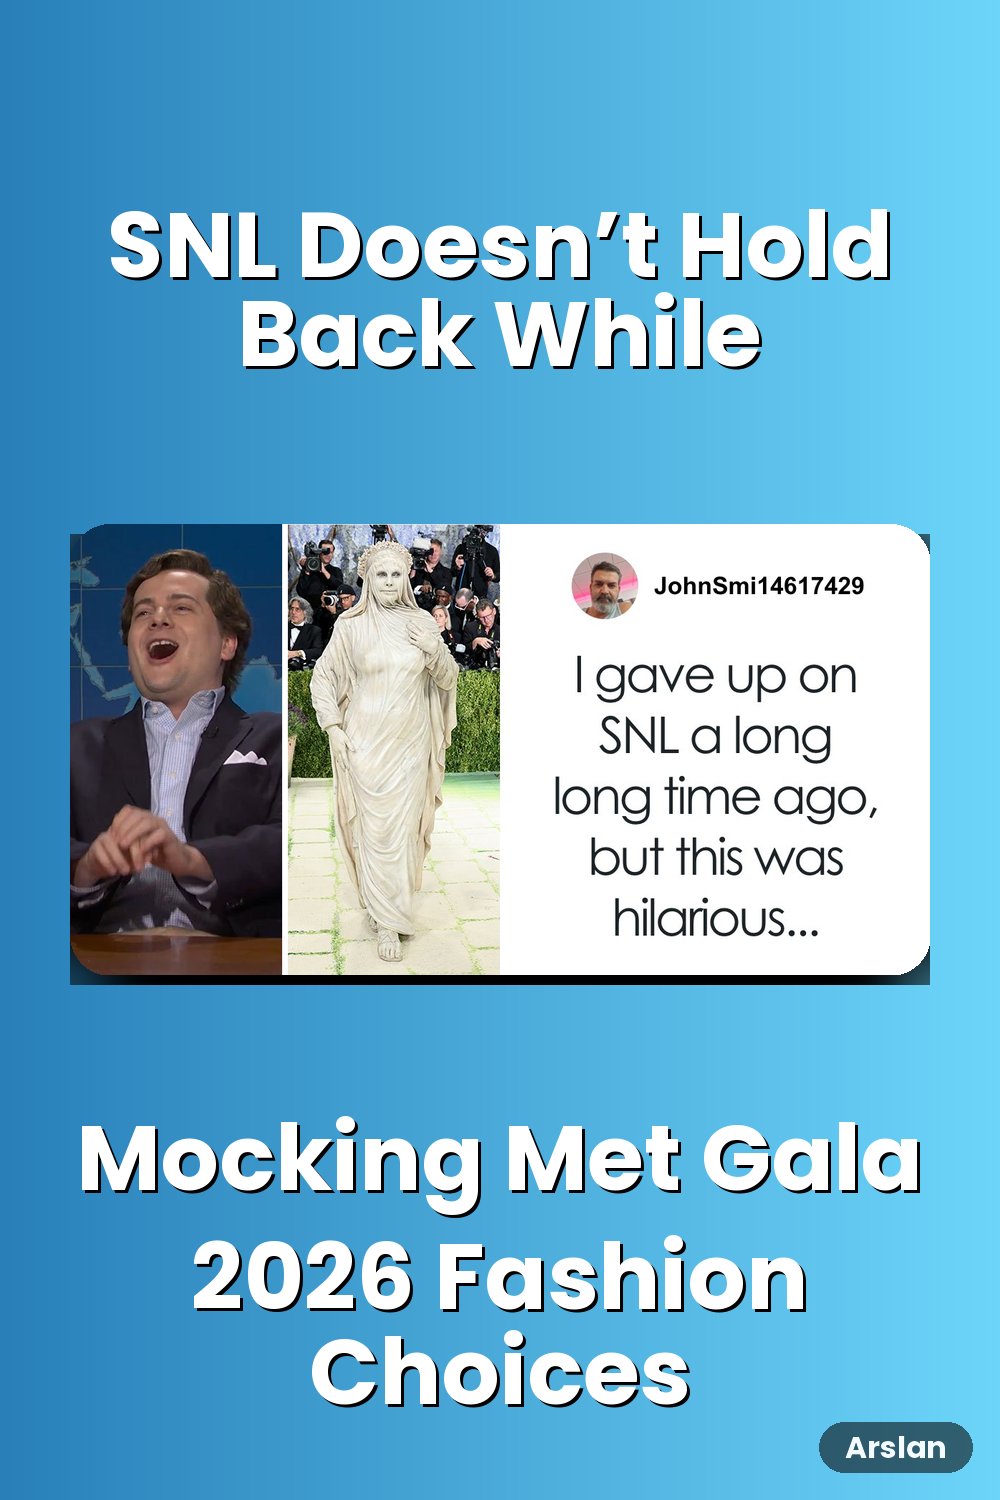 SNL Doesn’t Hold
Back While
JohnSmi14617429
I gave up on
SNL a long
long time ago,
but this was
hilarious...
Mocking Met Gala
2026 Fashion
Choices
Arslan